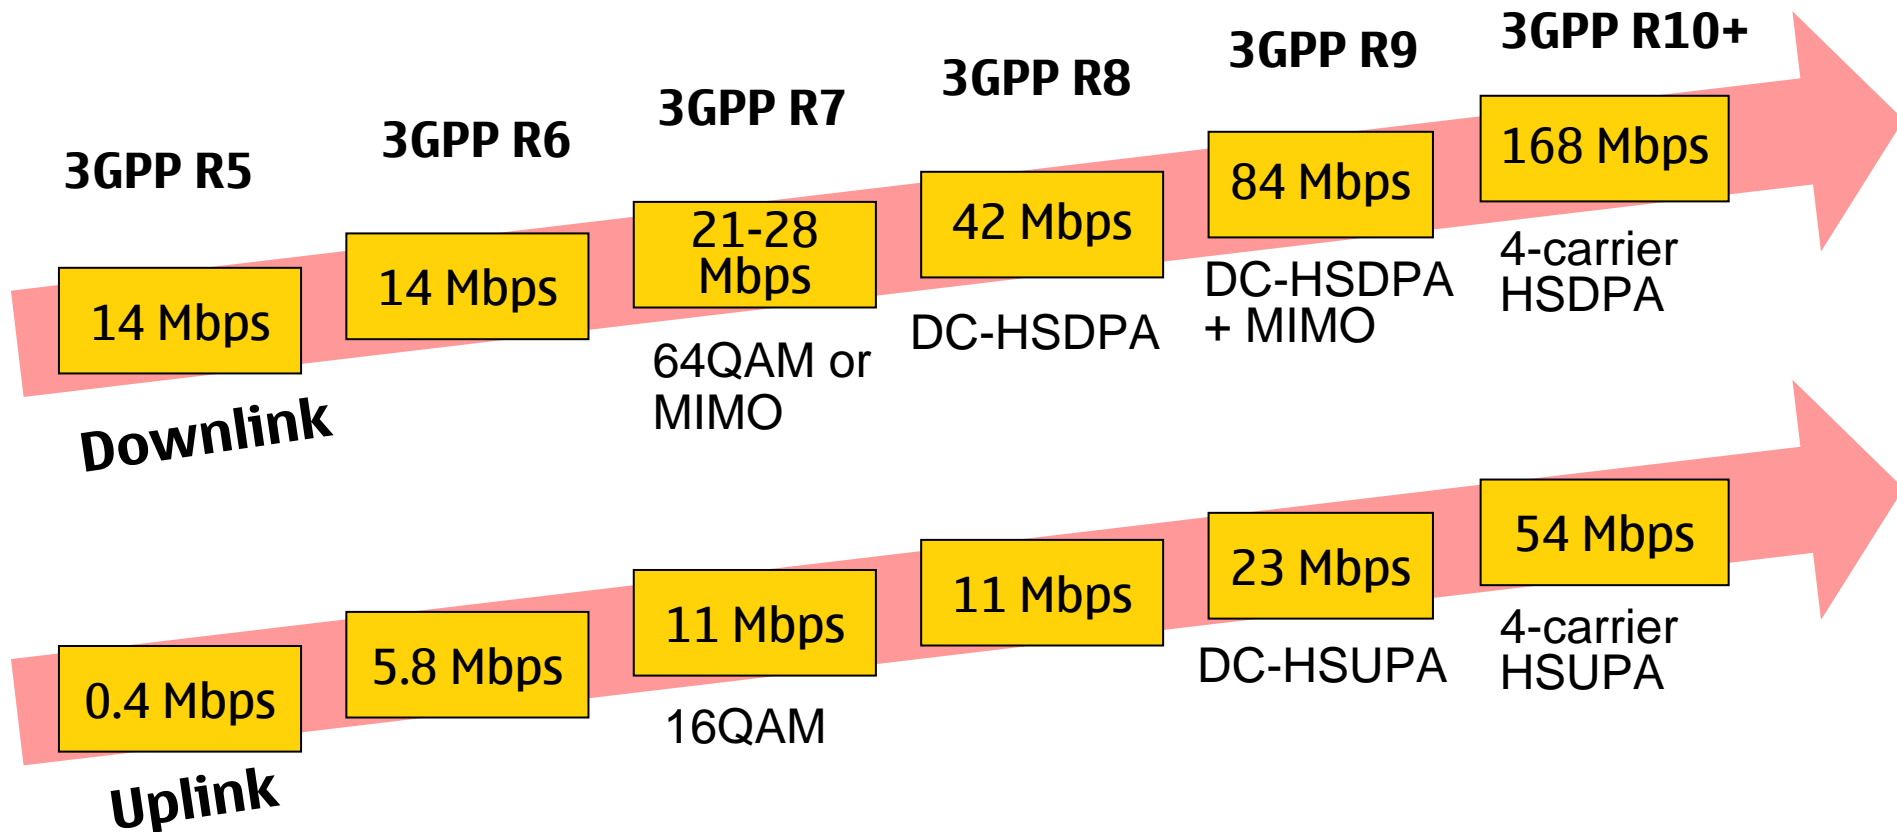 3GPP R5
3GPP R6
3GPP R7
3GPP R8
3GPP R9
3GPP R10+
14 Mbps
14 Mbps
21-28
Mbps
42 Mbps
84 Mbps
168 Mbps
64QAM or
MIMO
DC-HSDPA
DC-HSDPA
+ MIMO
4-carrier
HSDPA
Downlink
0.4 Mbps
5.8 Mbps
11 Mbps
11 Mbps
23 Mbps
54 Mbps
16QAM
DC-HSUPA
4-carrier
HSUPA
Uplink